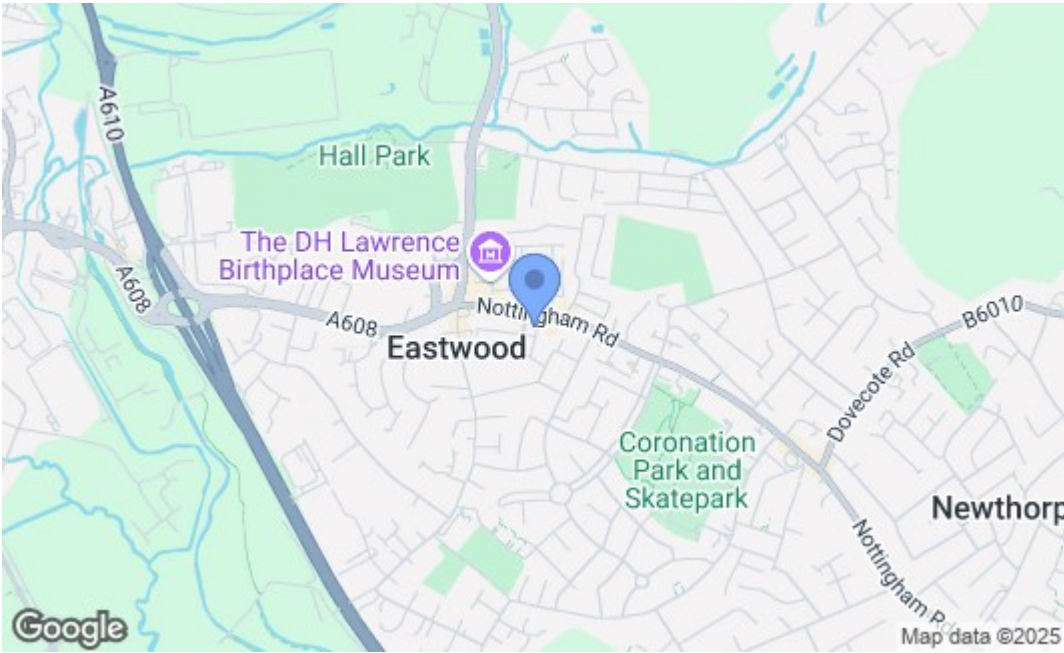 A610
Hall Park
The DH Lawrence
Birthplace Museum
A608
A608
Nottingham Rd
Eastwood
B6010
Dovecote Rd
Coronation
Park and
Skatepark
Newthorp
Nottingham Rd
Google
Map data ©2025